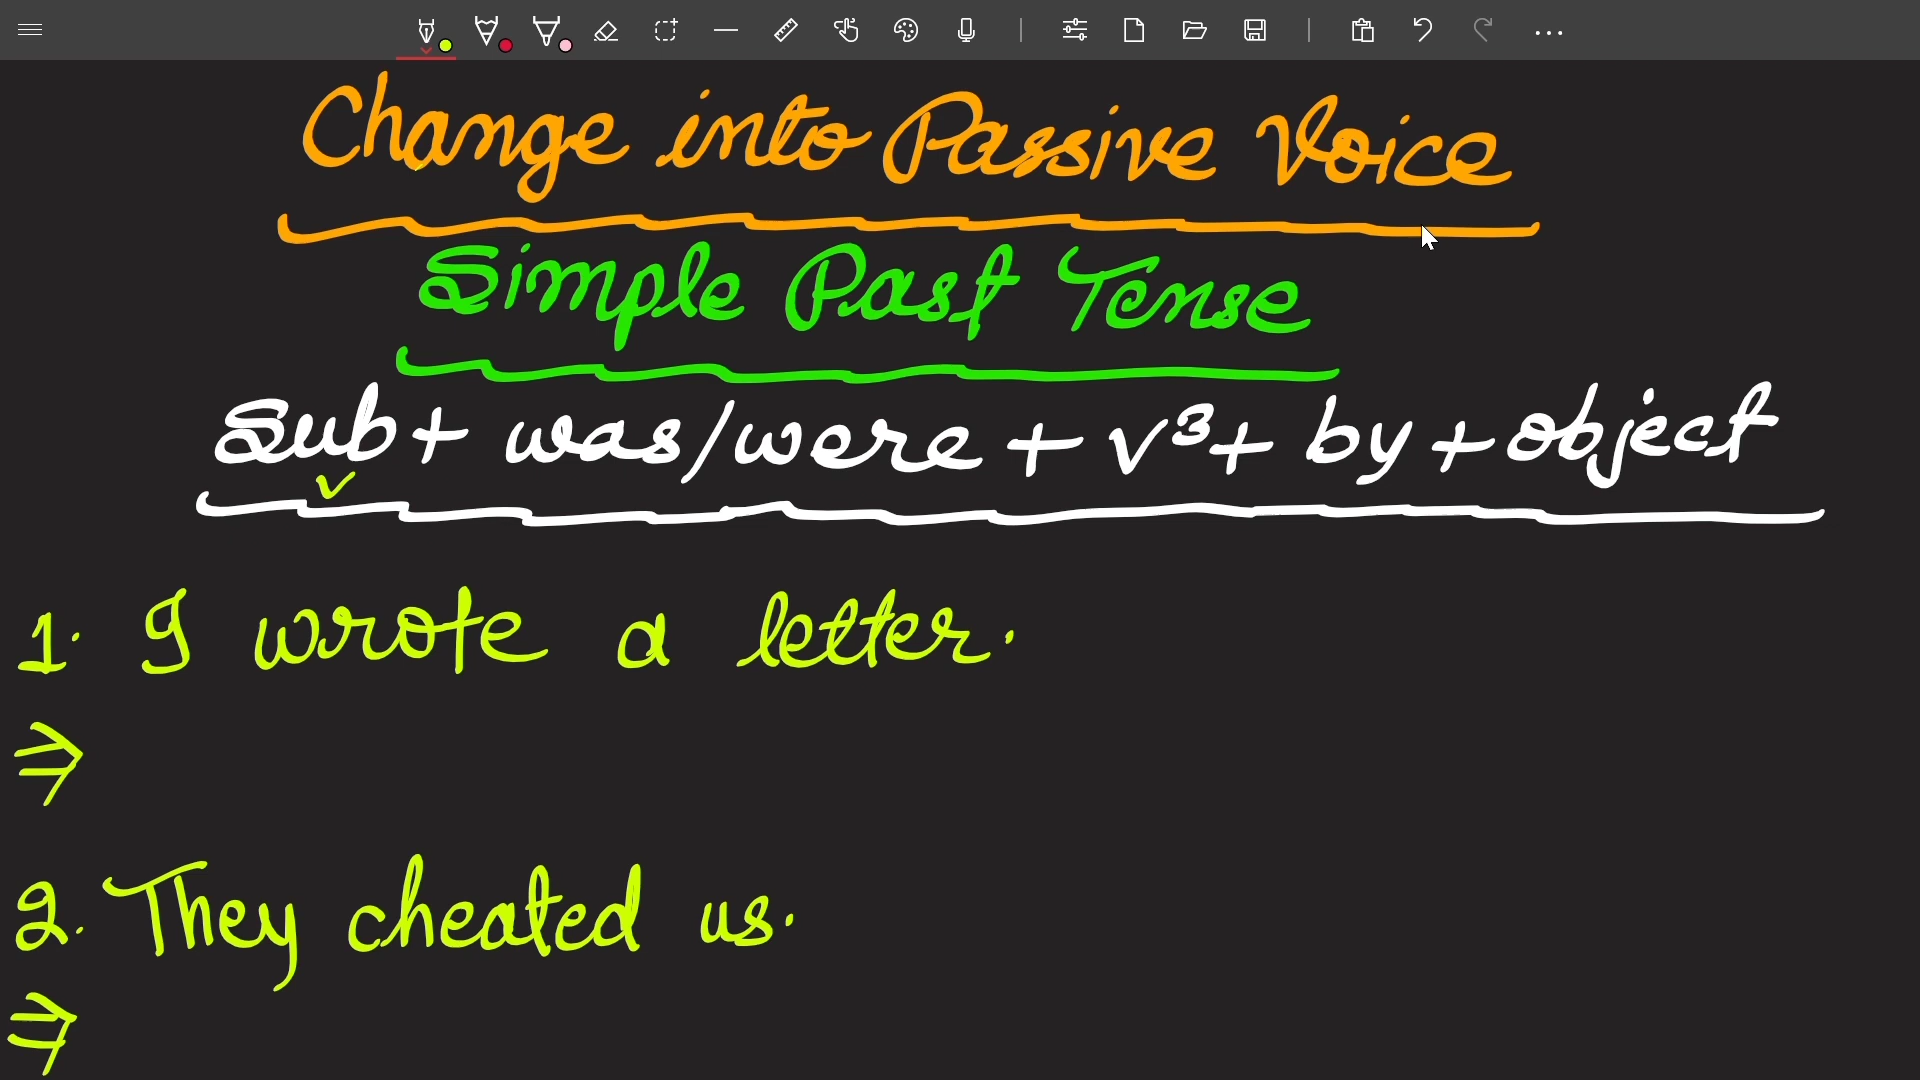 Change into Passive Voice
Simple Past Tense
Sub + was/were + v³ + by + object
1. I wrote a letter.
⇒
2. They cheated us.
⇒